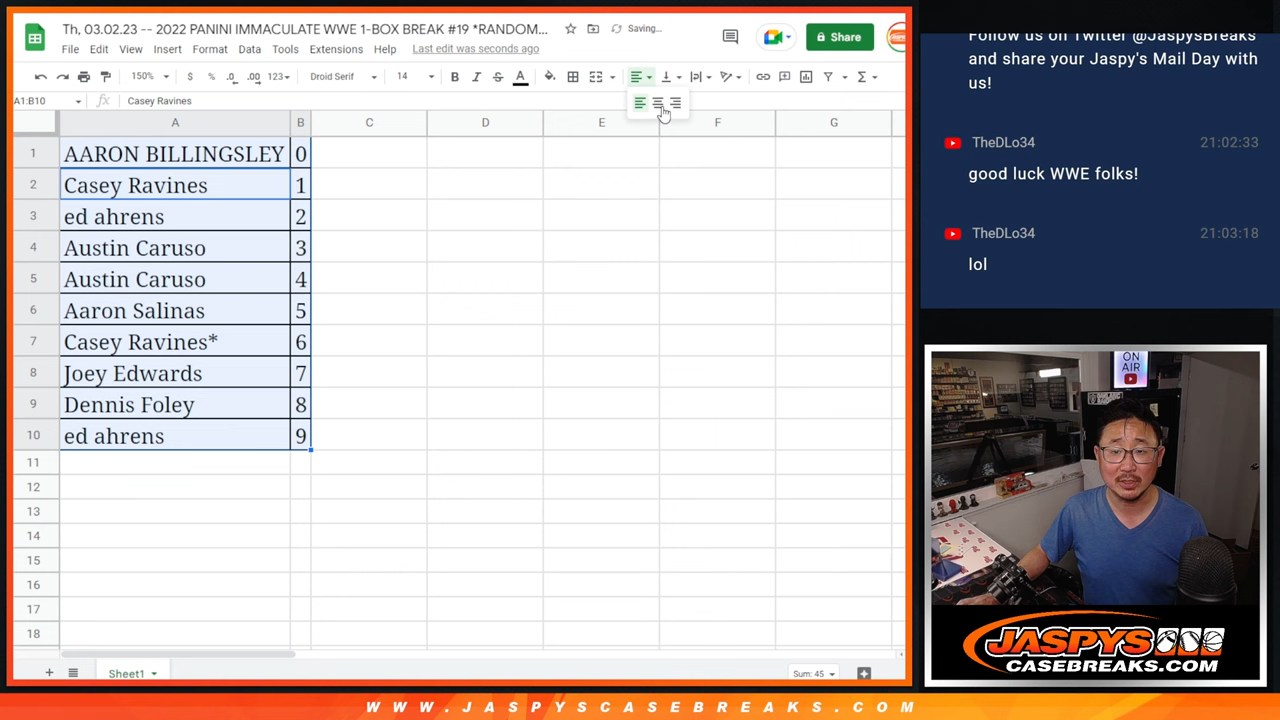 Th, 03.02.23 -- 2022 PANINI IMMACULATE WWE 1-BOX BREAK #19 *RANDOM...
Saving...
Share
File Edit View Insert Format Data Tools Extensions Help Last edit was seconds ago
150% $ % .0 .00 123 Droid Serif 14 B I S A
A1:B10 fx Casey Ravines
A B C D E F G
1 AARON BILLINGSLEY 0
2 Casey Ravines 1
3 ed ahrens 2
4 Austin Caruso 3
5 Austin Caruso 4
6 Aaron Salinas 5
7 Casey Ravines* 6
8 Joey Edwards 7
9 Dennis Foley 8
10 ed ahrens 9
11
12
13
14
15
16
17
18
Sheet1
Sum: 45
Follow us on Twitter @JaspysBreaks
and share your Jaspy's Mail Day with
us!
TheDLo34 21:02:33
good luck WWE folks!
TheDLo34 21:03:18
lol
ON
AIR
JASPYS
CASEBREAKS.COM
WWW.JASPYSCASEBREAKS.COM